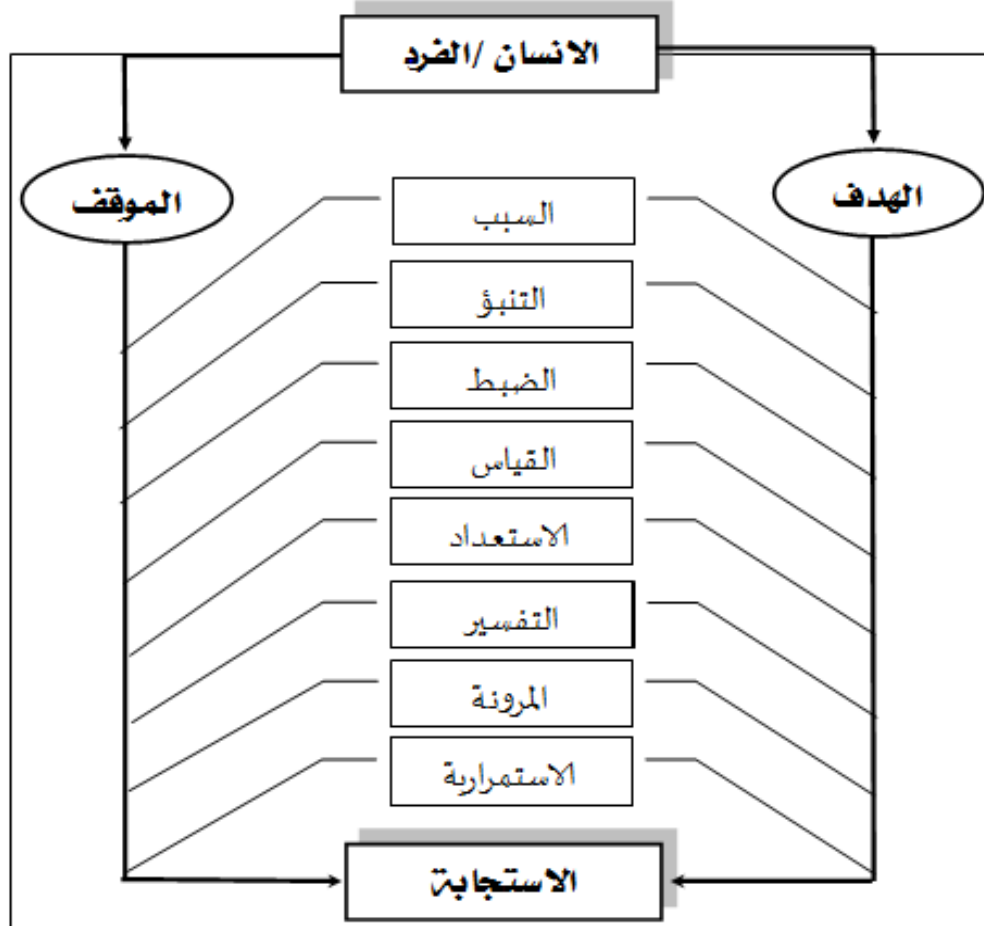 الانسان /الفرد
الهدف
الموقف
السبب
التنبؤ
الضبط
القياس
الاستعداد
التفسير
المرونة
الاستمرارية
الاستجابة